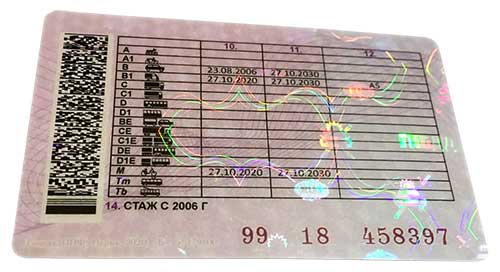 10. 11. 12.
A
A1
B 23.08.2006 27.10.2030
B1 27.10.2020 27.10.2030 AS
C
C1
D
D1
BE
CE
C1E
DE
D1E
M 27.10.2020 27.10.2030
Tm
Tb
14. СТАЖ С 2006 Г
99 18 458397